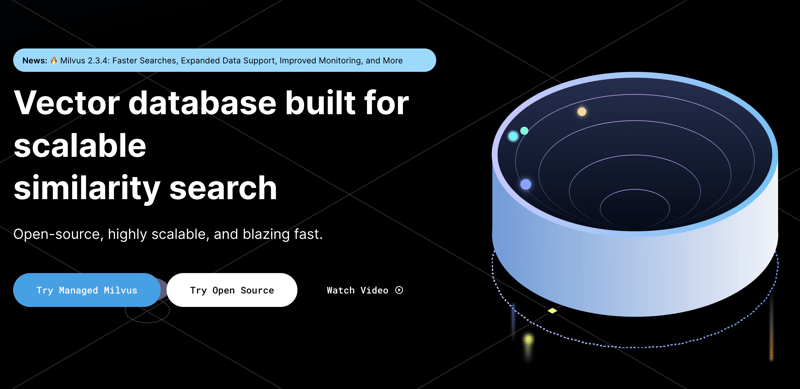 News: 🔥 Milvus 2.3.4: Faster Searches, Expanded Data Support, Improved Monitoring, and More
Vector database built for
scalable
similarity search
Open-source, highly scalable, and blazing fast.
Try Managed Milvus
Try Open Source
Watch Video